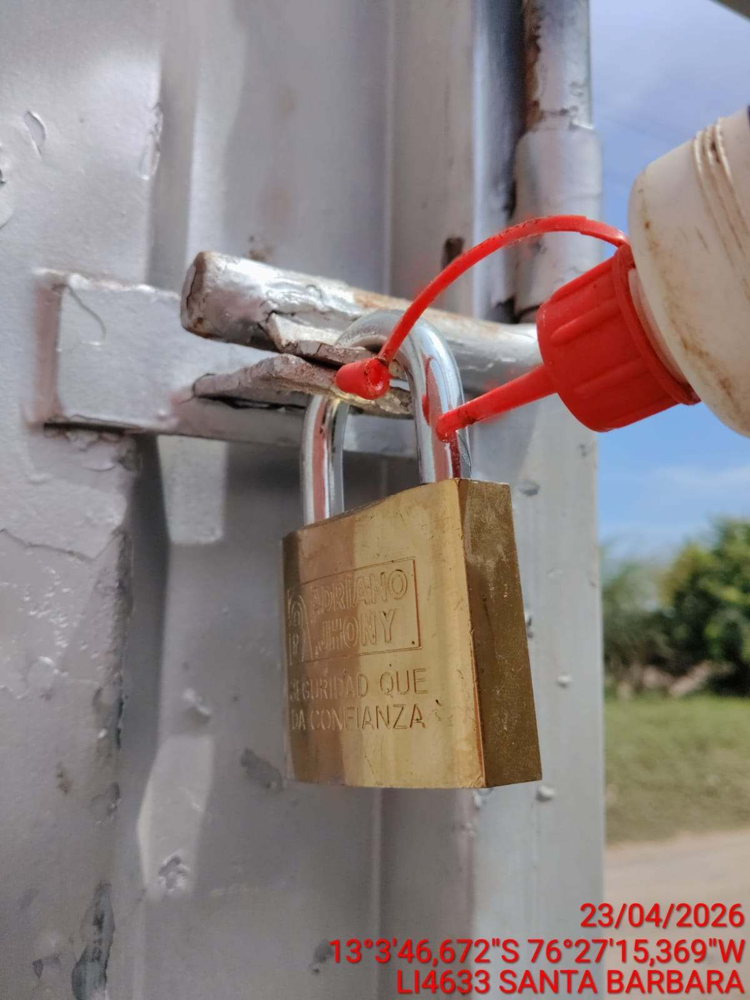 ADRIANO
JHONY
SEGURIDAD QUE
DA CONFIANZA
23/04/2026
13°3'46,672"S 76°27'15,369"W
LI4633 SANTA BARBARA